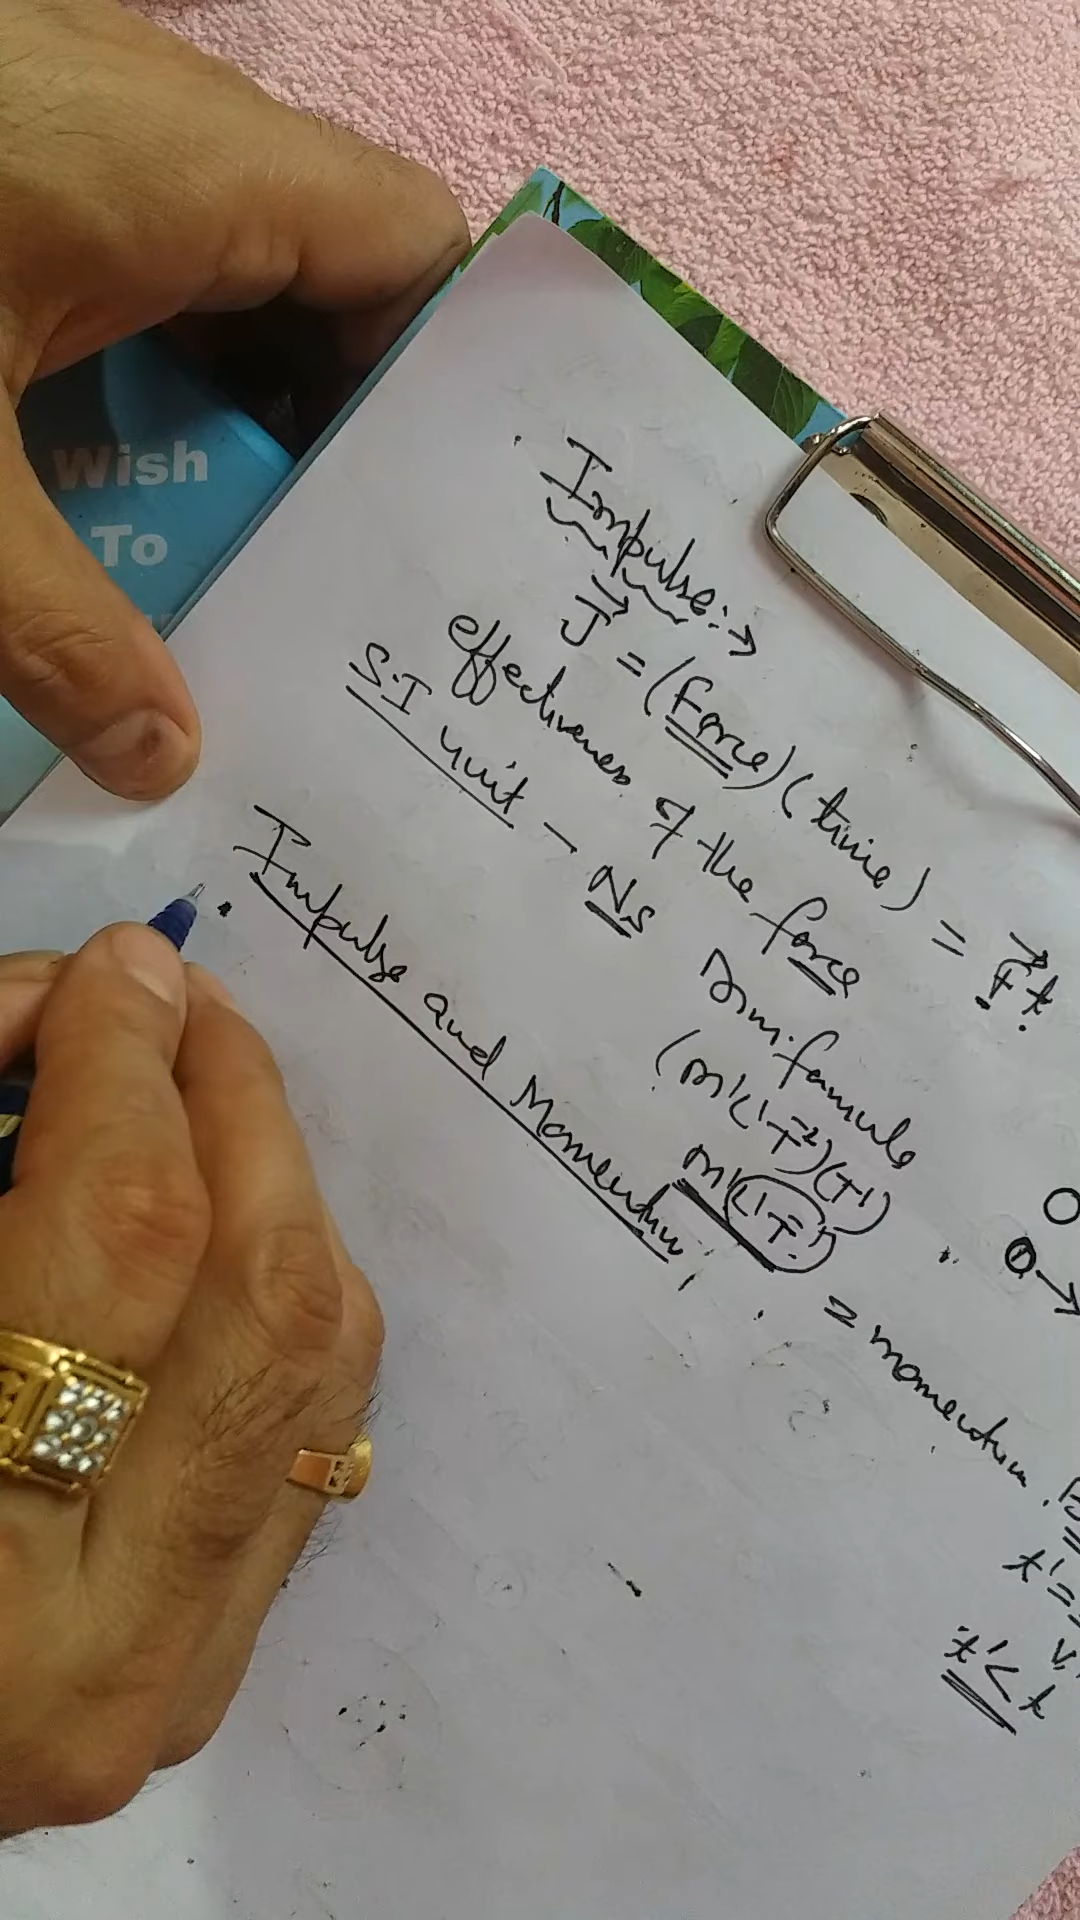 Impulse:→
J⃗ = (Force)(time) = F⃗t.
effectiveness of the force
S.I unit - Ns Dim. formula
(M¹L¹T⁻²)(T¹)
M¹L¹T⁻¹ = momentum.
Impulse and Momentum
t' =
t' < t
Wish
To